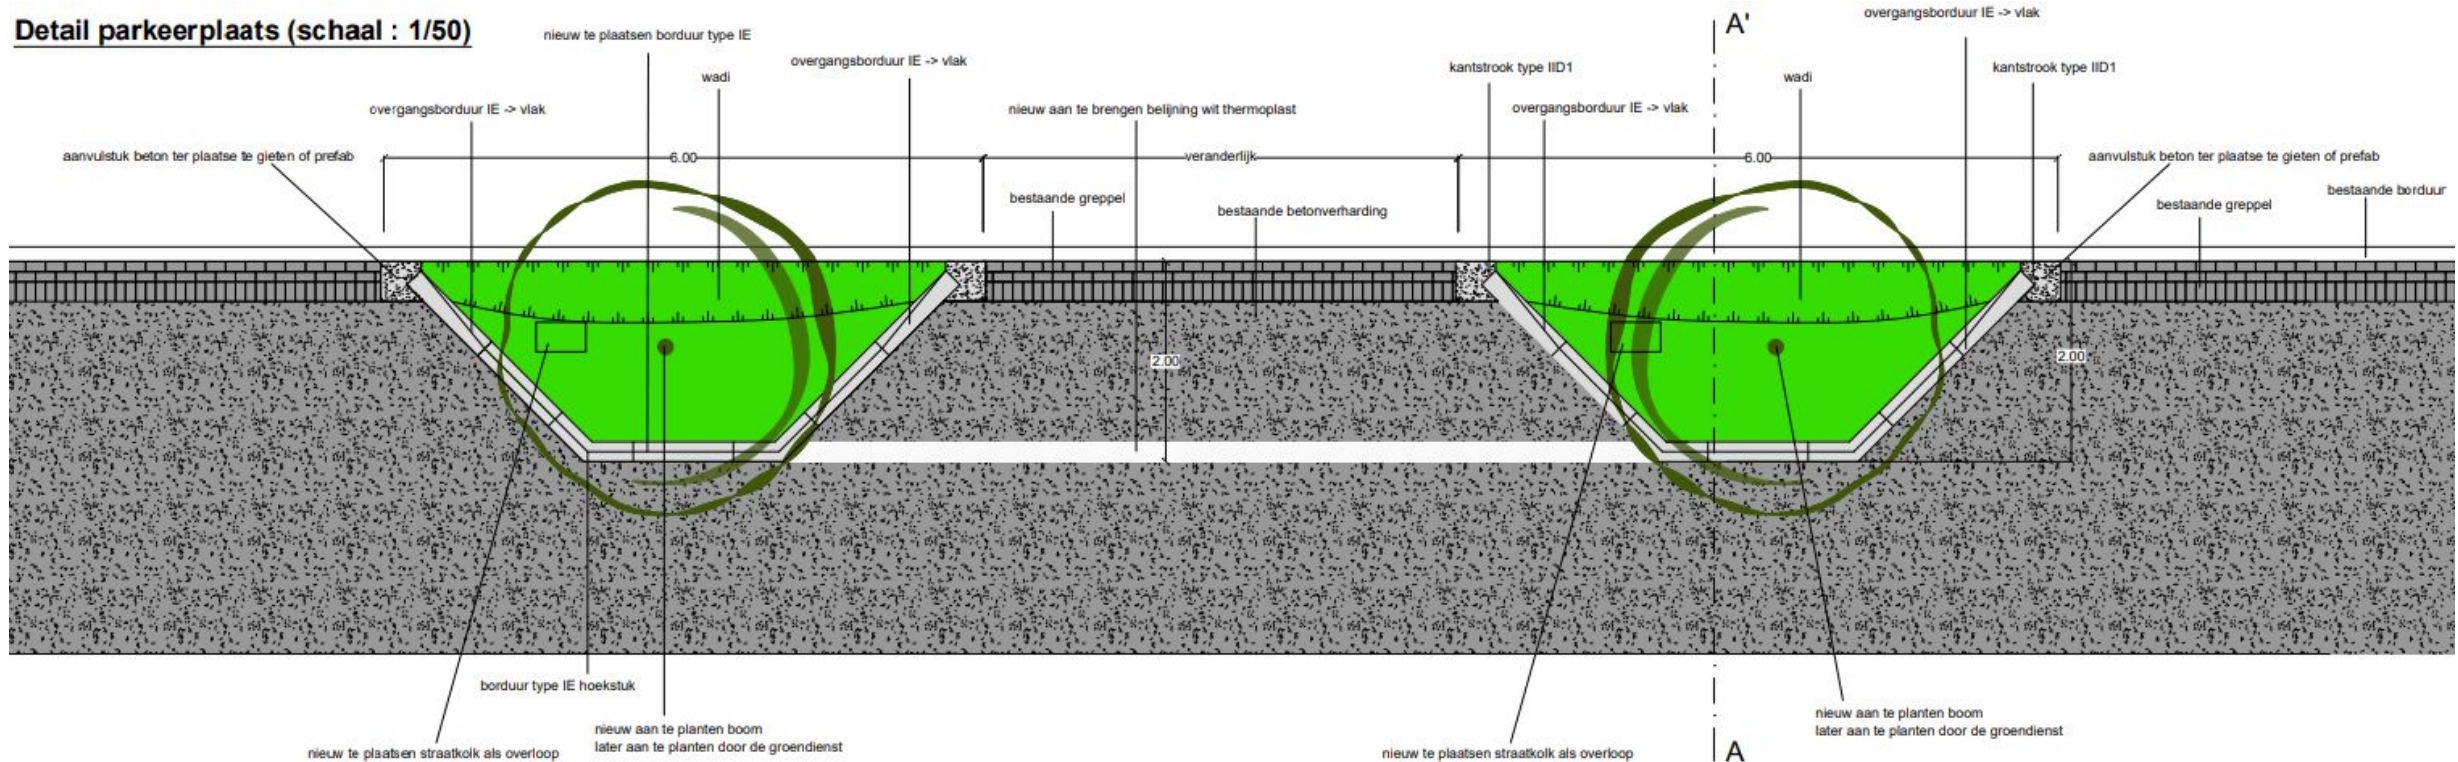 Detail parkeerplaats (schaal : 1/50)
nieuw te plaatsen borduur type IE
overgangsborduur IE -> vlak
wadi
overgangsborduur IE -> vlak
aanvulstuk beton ter plaatse te gieten of prefab
6.00
nieuw aan te brengen belijning wit thermoplast
veranderlijk
bestaande greppel
bestaande betonverharding
2.00
A'
overgangsborduur IE -> vlak
kantstrook type IID1
wadi
kantstrook type IID1
overgangsborduur IE -> vlak
6.00
aanvulstuk beton ter plaatse te gieten of prefab
bestaande borduur
bestaande greppel
2.00
borduur type IE hoekstuk
nieuw aan te planten boom
later aan te planten door de groendienst
nieuw te plaatsen straatkolk als overloop
nieuw aan te planten boom
later aan te planten door de groendienst
nieuw te plaatsen straatkolk als overloop
A